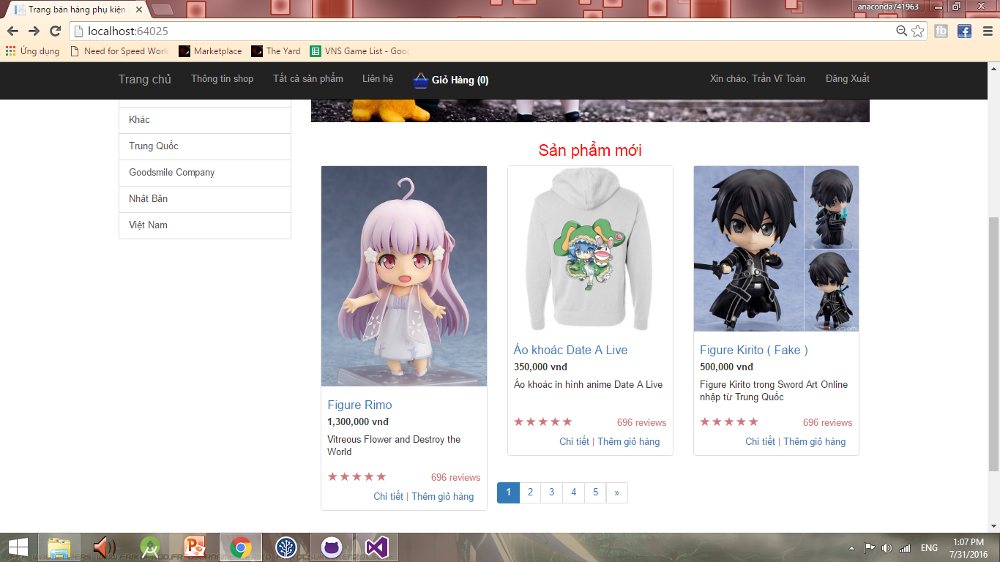 Trang bán hàng phụ kiện
anaconda741963
localhost:64025
Ứng dụng
Need for Speed World
Marketplace
The Yard
VNS Game List - Goog
Trang chủ
Thông tin shop
Tất cả sản phẩm
Liên hệ
Giỏ Hàng (0)
Xin chào, Trần Vĩ Toàn
Đăng Xuất
Khác
Trung Quốc
Goodsmile Company
Nhật Bản
Việt Nam
Sản phẩm mới
Figure Rimo
1,300,000 vnđ
Vitreous Flower and Destroy the
World
696 reviews
Chi tiết | Thêm giỏ hàng
Áo khoác Date A Live
350,000 vnđ
Áo khoác in hình anime Date A Live
696 reviews
Chi tiết | Thêm giỏ hàng
Figure Kirito ( Fake )
500,000 vnđ
Figure Kirito trong Sword Art Online
nhập từ Trung Quốc
696 reviews
Chi tiết | Thêm giỏ hàng
1 2 3 4 5 »
ENG
1:07 PM
7/31/2016